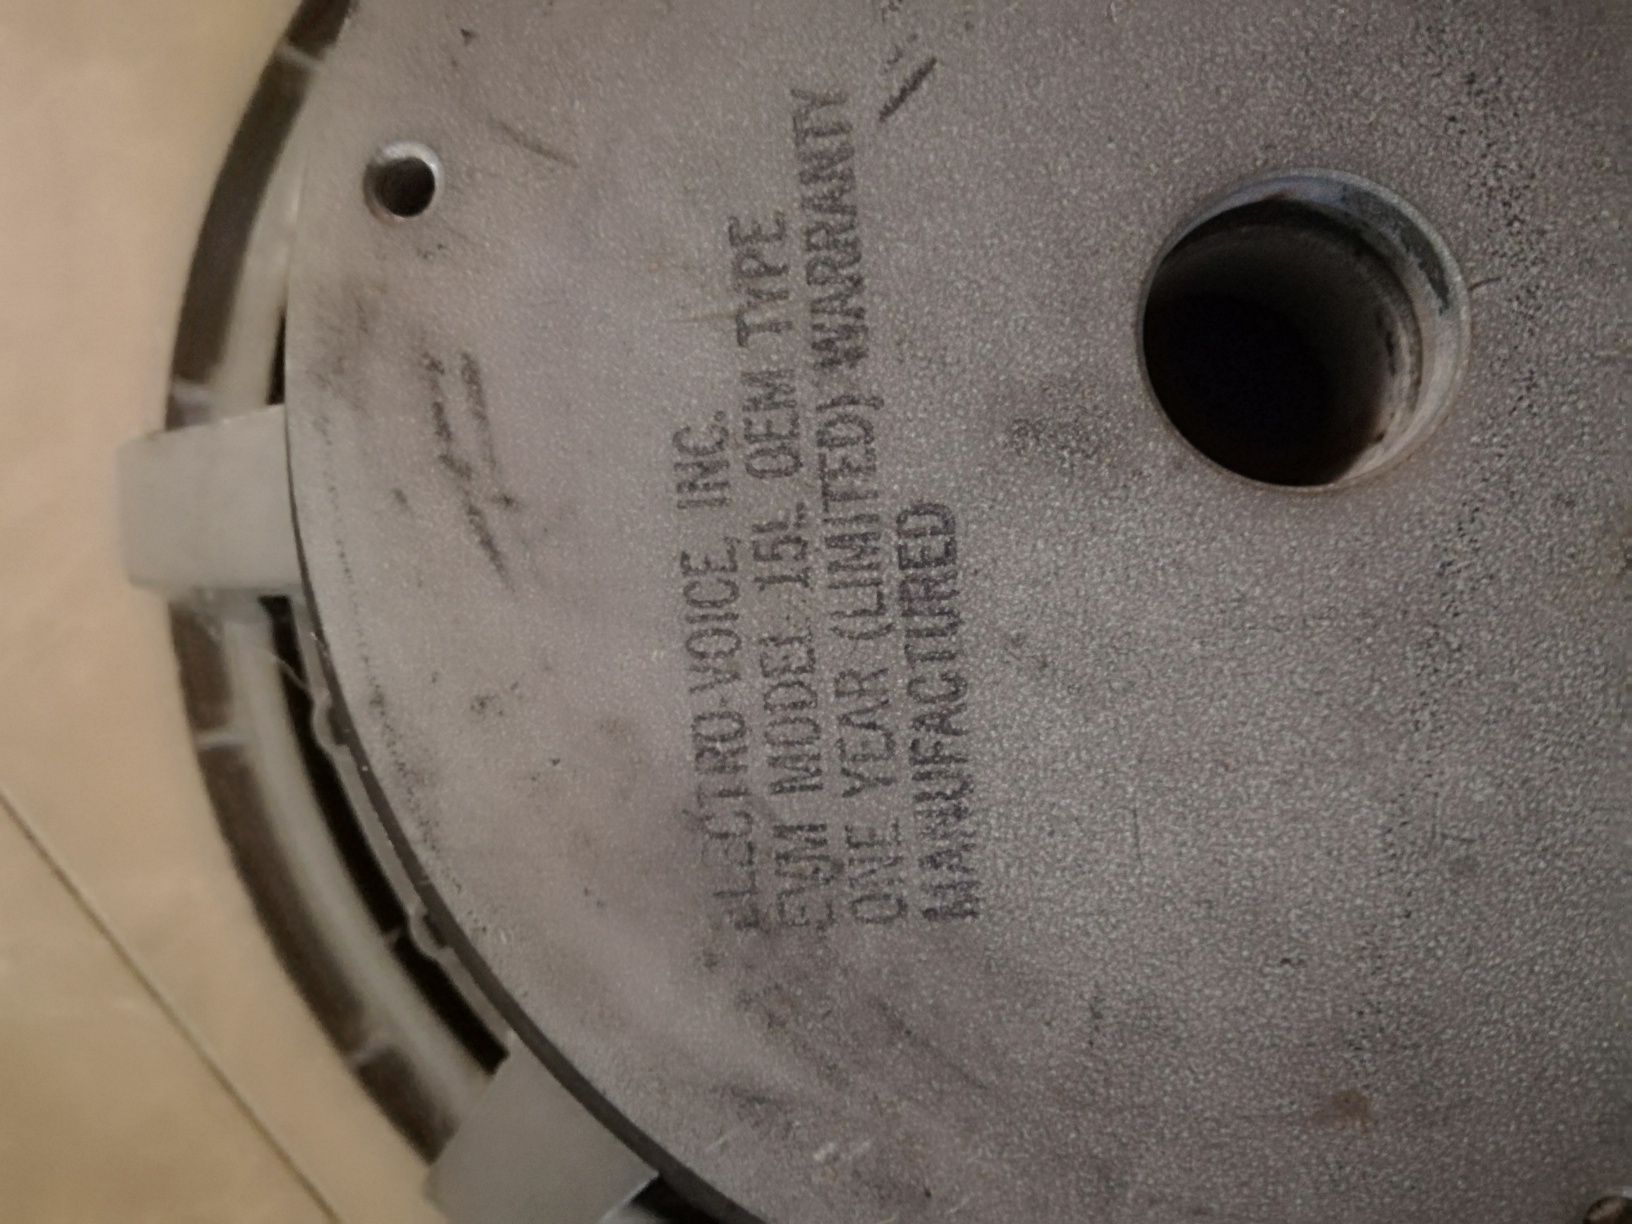 ELECTRO-VOICE, INC.
EVM MODEL 15L OEM TYPE
ONE YEAR (LIMITED) WARRANTY
MANUFACTURED